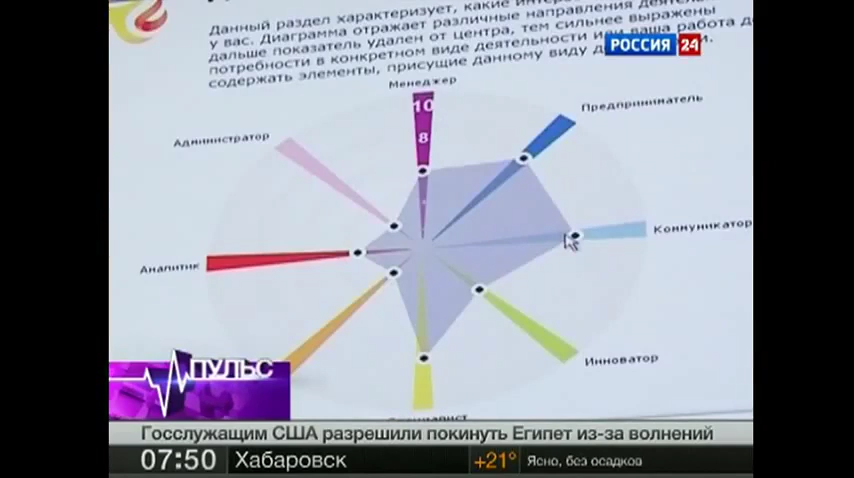 Данный раздел характеризует, какие
у вас. Диаграмма отражает различные направления
дальше показатель удален от центра, тем сильнее выражены
потребности в конкретном виде деятельности или ваша работа
содержать элементы, присущие данному виду
РОССИЯ 24
Менеджер
10
8
Предприниматель
Администратор
Коммуникатор
Аналитик
Инноватор
ПУЛЬС
Госслужащим США разрешили покинуть Египет из-за волнений
07:50 Хабаровск +21° Ясно, без осадков